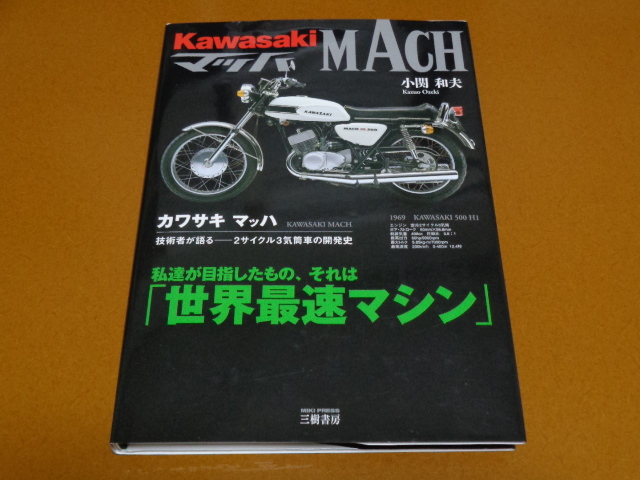 Kawasaki
マッハ MACH
小関 和夫
Kazuo Ozeki
KAWASAKI
MACH III 500
カワサキ マッハ KAWASAKI MACH
技術者が語る——2サイクル3気筒車の開発史
1969 KAWASAKI 500 H1
私達が目指したもの、それは
「世界最速マシン」
MIKI PRESS
三樹書房